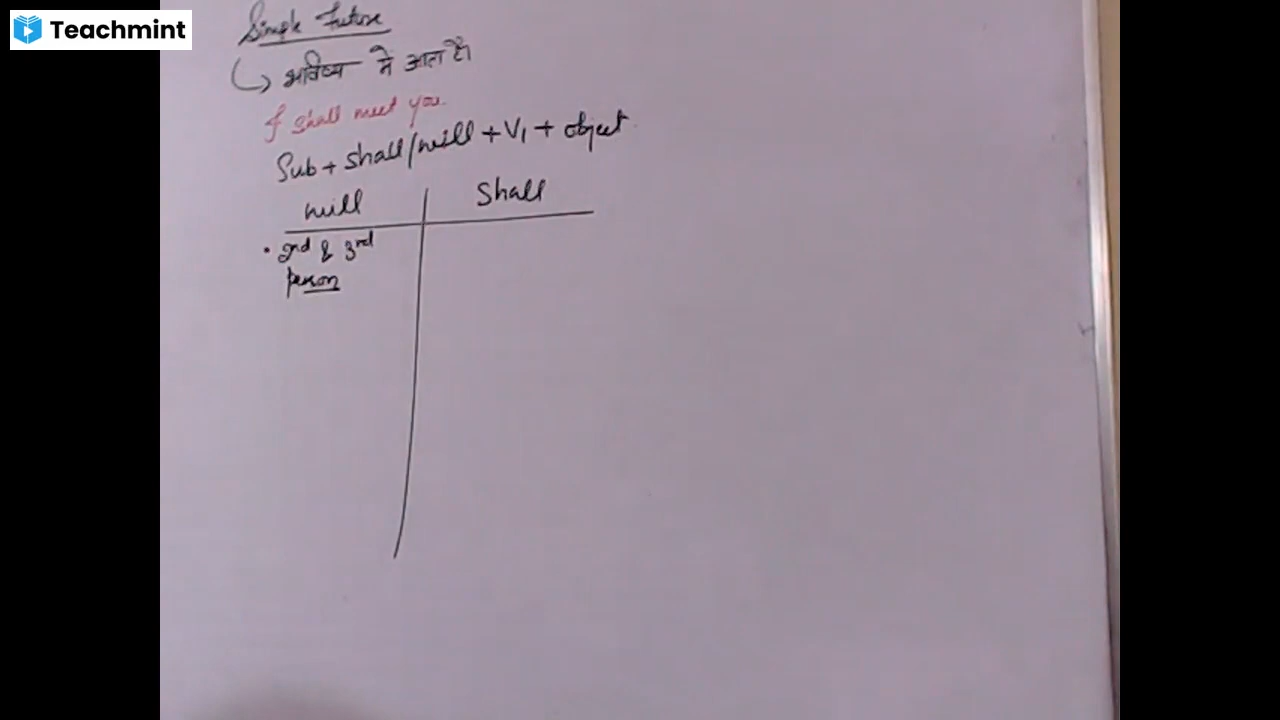 Teachmint
Simple Future
भविष्य में आता है।
I shall meet you.
Sub + shall/will + V₁ + object
will
Shall
• 2nd & 3rd
person